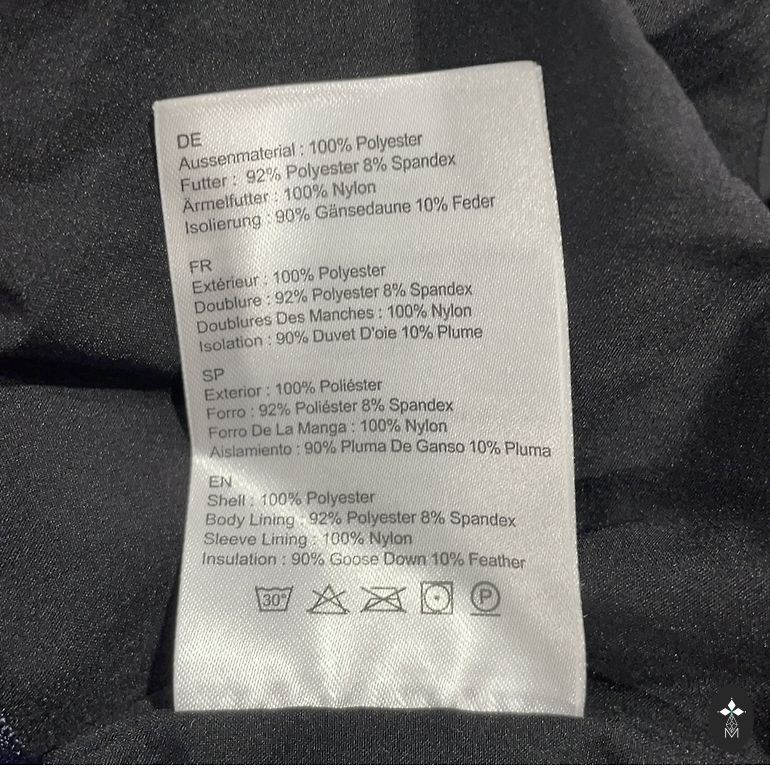 DE
Aussenmaterial : 100% Polyester
Futter : 92% Polyester 8% Spandex
Ärmelfutter : 100% Nylon
Isolierung : 90% Gänsedaune 10% Feder
FR
Extérieur : 100% Polyester
Doublure : 92% Polyester 8% Spandex
Doublures Des Manches : 100% Nylon
Isolation : 90% Duvet D'oie 10% Plume
SP
Exterior : 100% Poliéster
Forro : 92% Poliéster 8% Spandex
Forro De La Manga : 100% Nylon
Aislamiento : 90% Pluma De Ganso 10% Pluma
EN
Shell : 100% Polyester
Body Lining : 92% Polyester 8% Spandex
Sleeve Lining : 100% Nylon
Insulation : 90% Goose Down 10% Feather
30° P
M